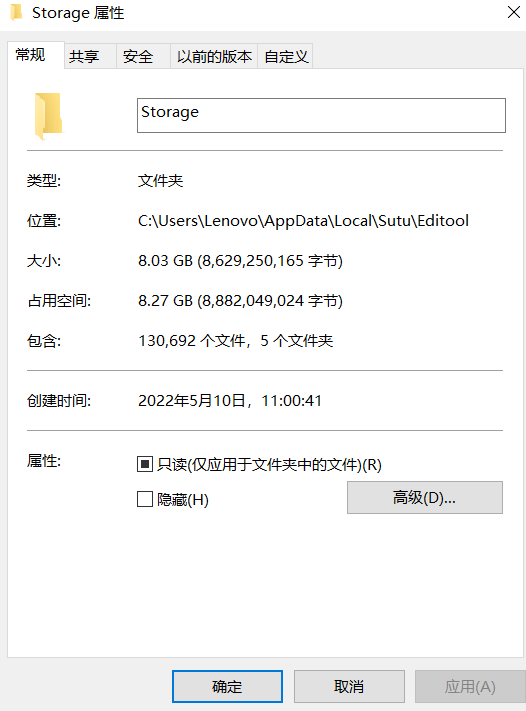 Storage 属性
常规 共享 安全 以前的版本 自定义
Storage
类型: 文件夹
位置: C:\Users\Lenovo\AppData\Local\Sutu\Editool
大小: 8.03 GB (8,629,250,165 字节)
占用空间: 8.27 GB (8,882,049,024 字节)
包含: 130,692 个文件，5 个文件夹
创建时间: 2022年5月10日，11:00:41
属性: 只读(仅应用于文件夹中的文件)(R)
隐藏(H) 高级(D)...
确定 取消 应用(A)